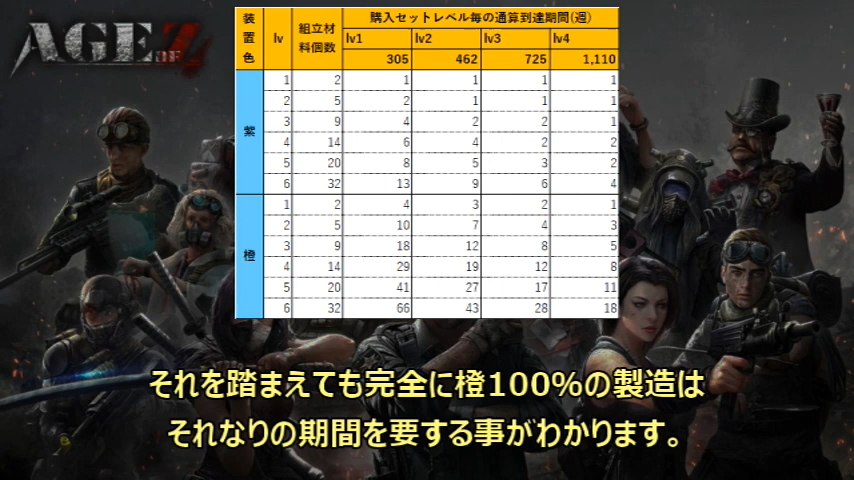 AGE OF Z
装置色 lv 組立材料個数 購入セットレベル毎の通算到達期間(週)
lv1 lv2 lv3 lv4
305 462 725 1,110
紫
1 2 1 1 1 1
2 5 2 1 1 1
3 9 4 2 2 1
4 14 6 4 2 2
5 20 8 5 3 2
6 32 13 9 6 4
橙
1 2 4 3 2 1
2 5 10 7 4 3
3 9 18 12 8 5
4 14 29 19 12 8
5 20 41 27 17 11
6 32 66 43 28 18
それを踏まえても完全に橙100%の製造は
それなりの期間を要する事がわかります。